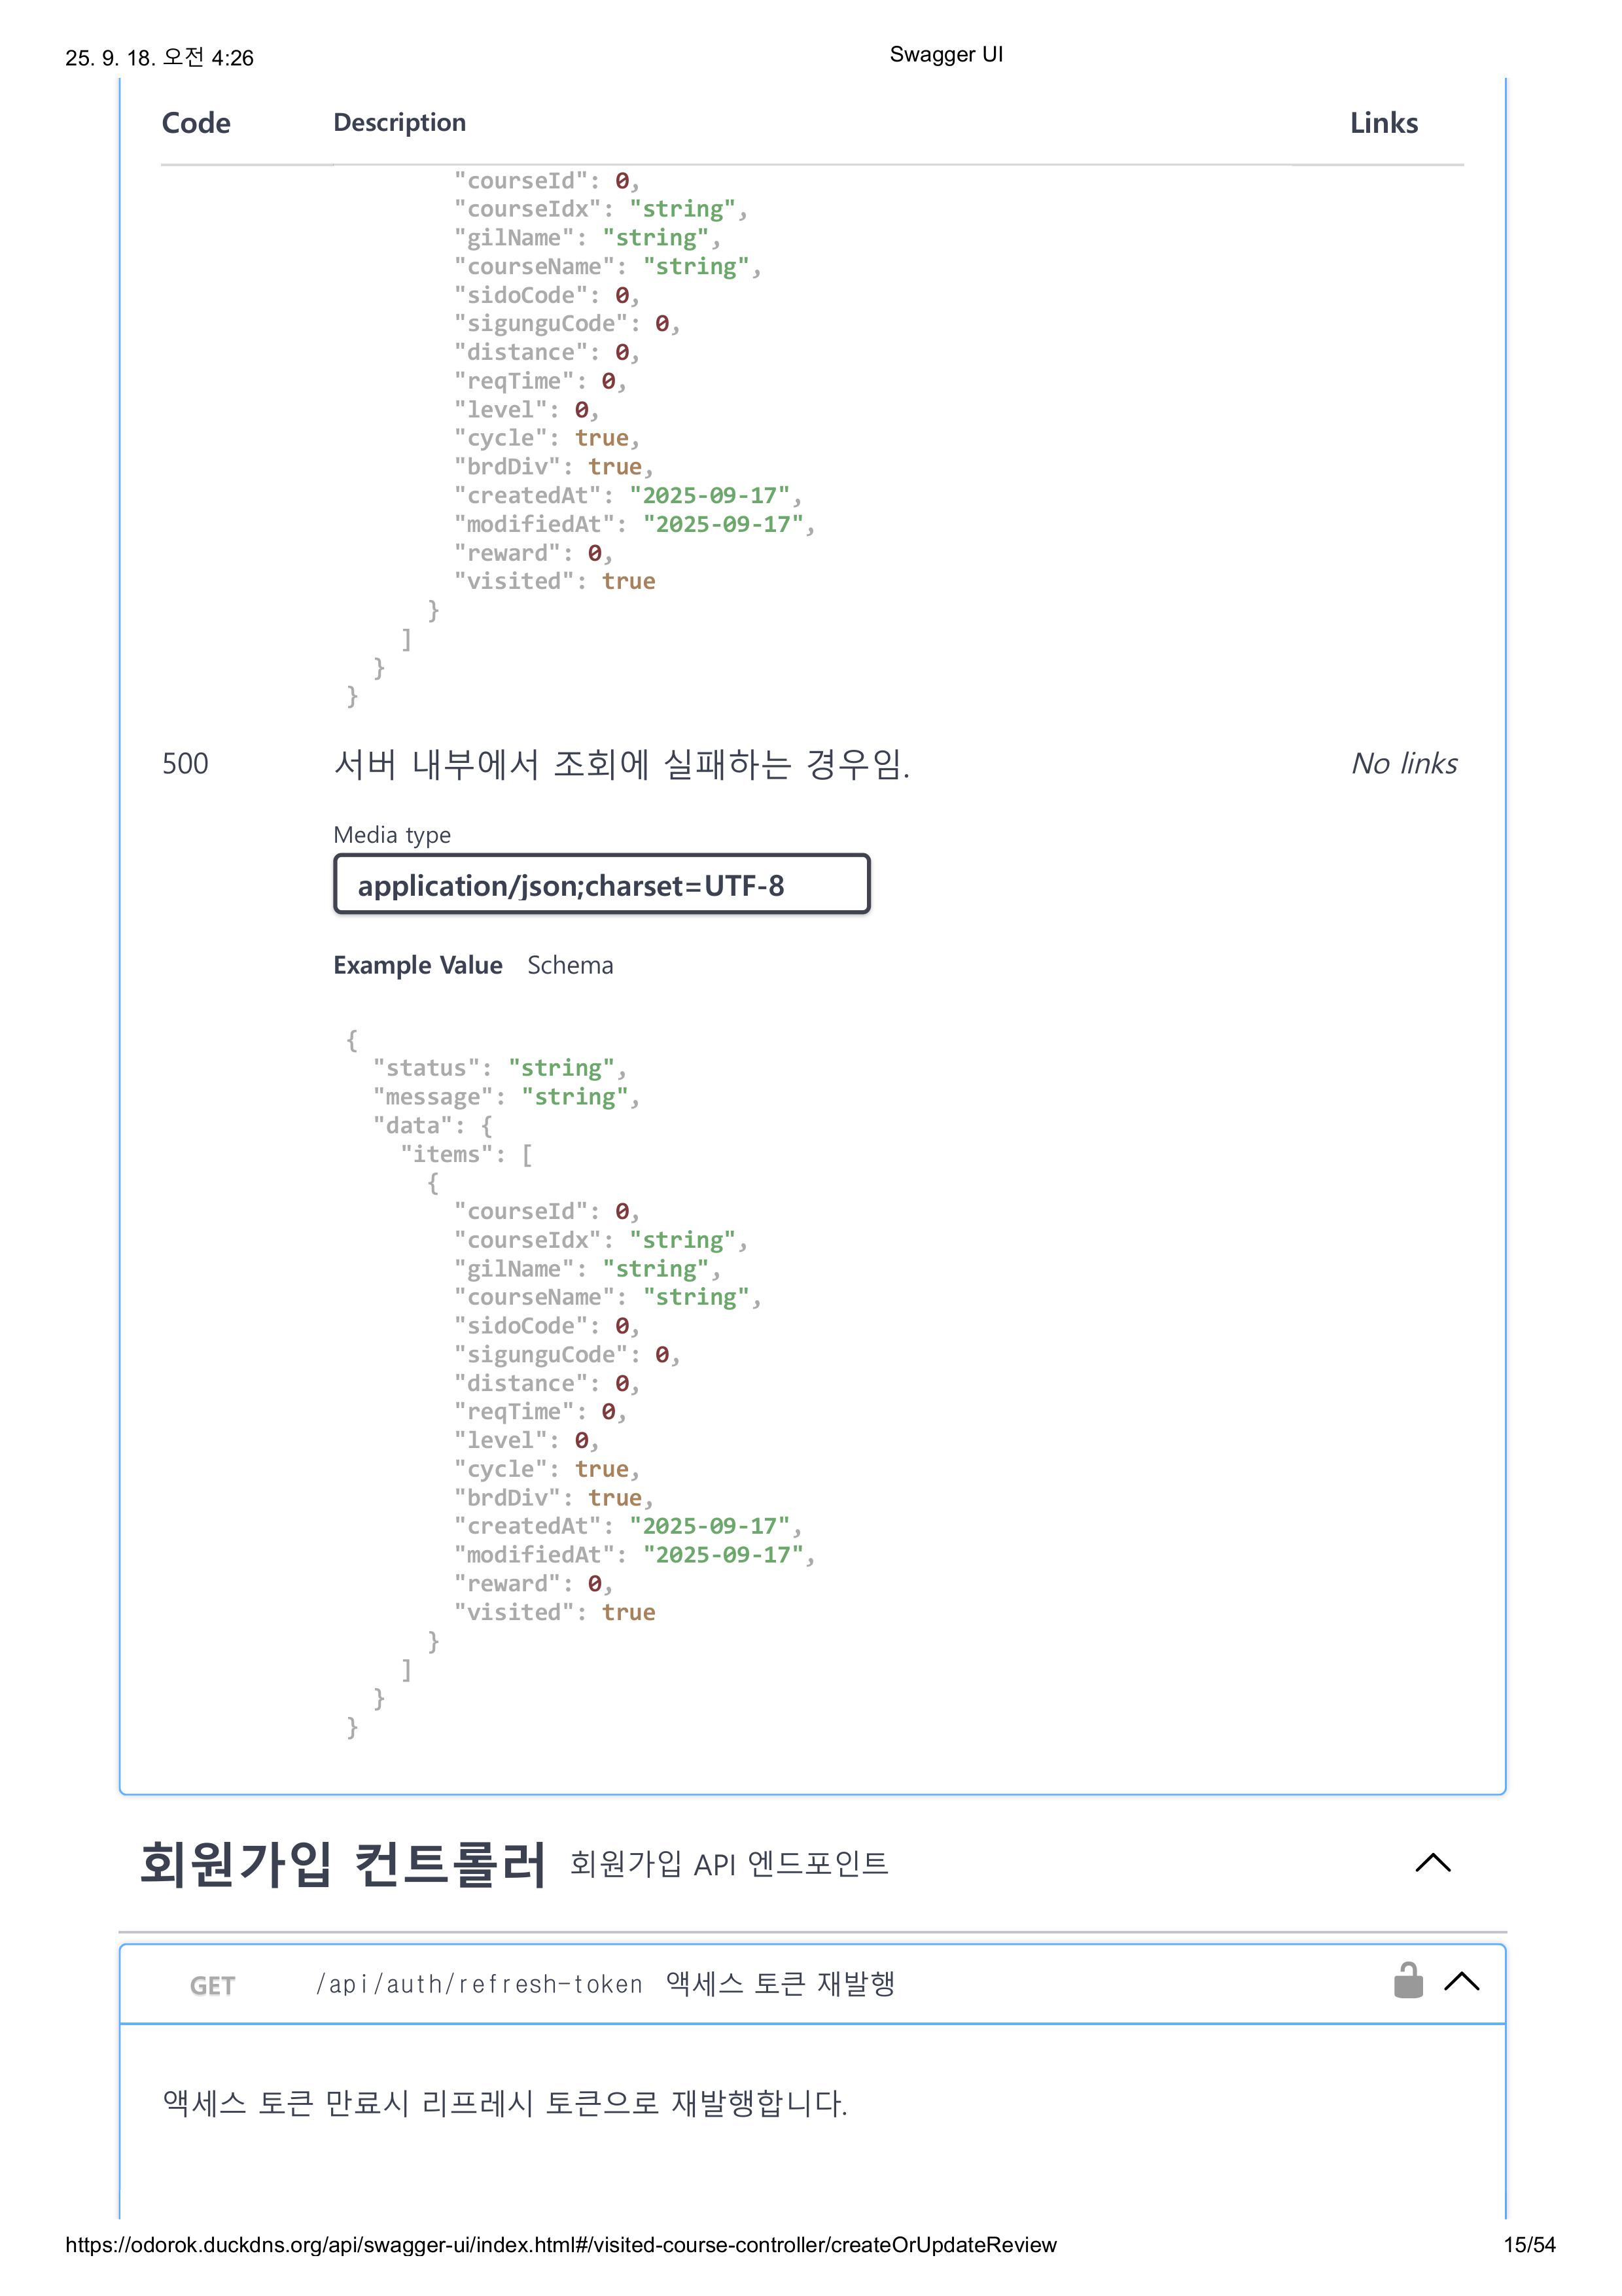 25. 9. 18. 오전 4:26
Swagger UI
Code Description Links
"courseId": 0,
"courseIdx": "string",
"gilName": "string",
"courseName": "string",
"sidoCode": 0,
"sigunguCode": 0,
"distance": 0,
"reqTime": 0,
"level": 0,
"cycle": true,
"brdDiv": true,
"createdAt": "2025-09-17",
"modifiedAt": "2025-09-17",
"reward": 0,
"visited": true
}
]
}
}
500 서버 내부에서 조회에 실패하는 경우임. No links
Media type
application/json;charset=UTF-8
Example Value Schema
{
"status": "string",
"message": "string",
"data": {
"items": [
{
"courseId": 0,
"courseIdx": "string",
"gilName": "string",
"courseName": "string",
"sidoCode": 0,
"sigunguCode": 0,
"distance": 0,
"reqTime": 0,
"level": 0,
"cycle": true,
"brdDiv": true,
"createdAt": "2025-09-17",
"modifiedAt": "2025-09-17",
"reward": 0,
"visited": true
}
]
}
}
회원가입 컨트롤러 회원가입 API 엔드포인트
GET /api/auth/refresh-token 액세스 토큰 재발행
액세스 토큰 만료시 리프레시 토큰으로 재발행합니다.
https://odorok.duckdns.org/api/swagger-ui/index.html#/visited-course-controller/createOrUpdateReview
15/54